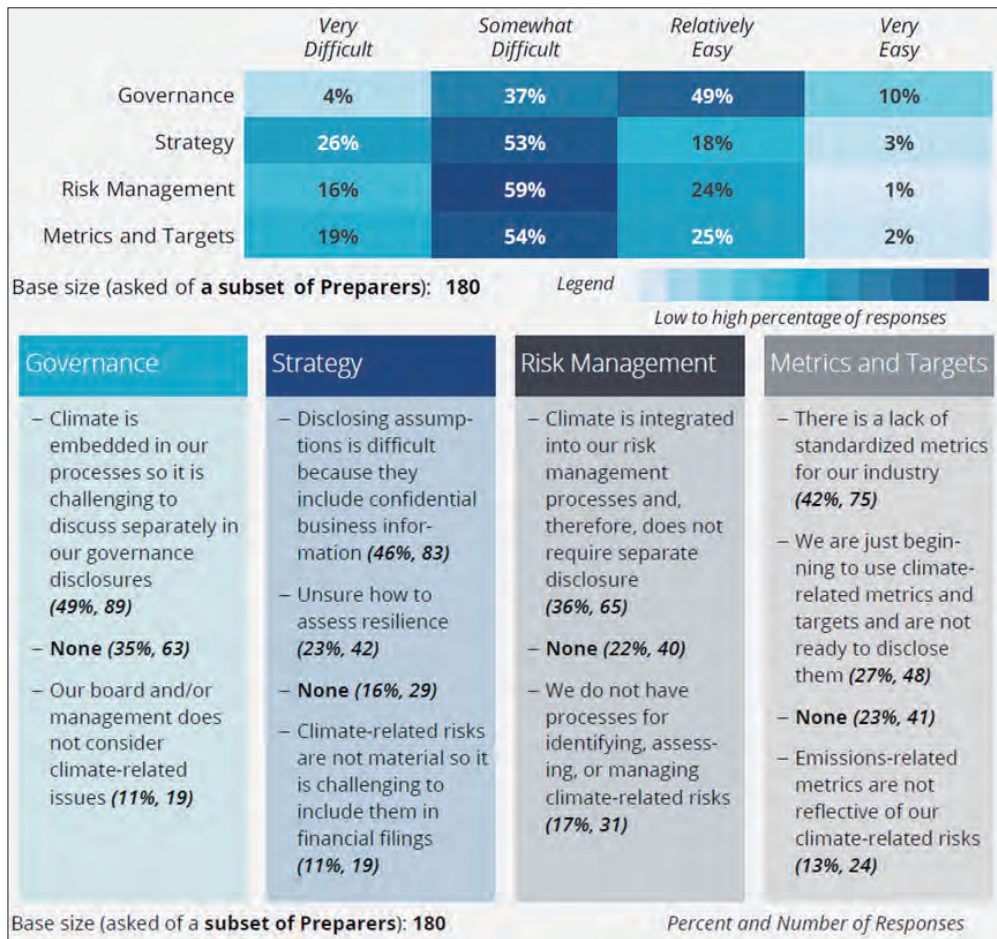 Very Difficult
Somewhat Difficult
Relatively Easy
Very Easy
Governance 4% 37% 49% 10%
Strategy 26% 53% 18% 3%
Risk Management 16% 59% 24% 1%
Metrics and Targets 19% 54% 25% 2%
Base size (asked of a subset of Preparers): 180
Legend
Low to high percentage of responses
Governance
– Climate is
embedded in our
processes so it is
challenging to
discuss separately in
our governance
disclosures
(49%, 89)
– None (35%, 63)
– Our board and/or
management does
not consider
climate-related
issues (11%, 19)
Strategy
– Disclosing assump-
tions is difficult
because they
include confidential
business infor-
mation (46%, 83)
– Unsure how to
assess resilience
(23%, 42)
– None (16%, 29)
– Climate-related risks
are not material so it
is challenging to
include them in
financial filings
(11%, 19)
Risk Management
– Climate is integrated
into our risk
management
processes and,
therefore, does not
require separate
disclosure
(36%, 65)
– None (22%, 40)
– We do not have
processes for
identifying, assess-
ing, or managing
climate-related risks
(17%, 31)
Metrics and Targets
– There is a lack of
standardized metrics
for our industry
(42%, 75)
– We are just begin-
ning to use climate-
related metrics and
targets and are not
ready to disclose
them (27%, 48)
– None (23%, 41)
– Emissions-related
metrics are not
reflective of our
climate-related risks
(13%, 24)
Base size (asked of a subset of Preparers): 180
Percent and Number of Responses